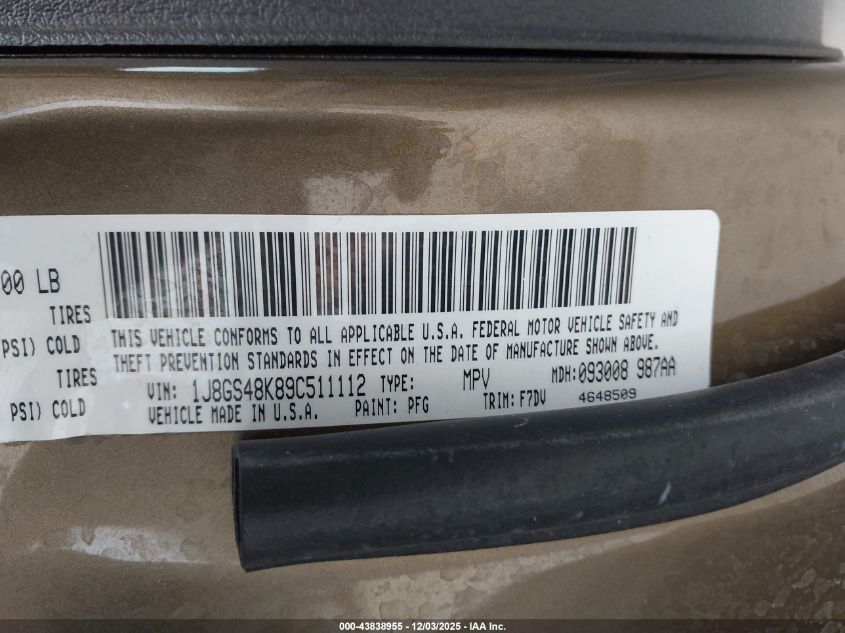 00 LB
TIRES
PSI) COLD
TIRES
PSI) COLD
THIS VEHICLE CONFORMS TO ALL APPLICABLE U.S.A. FEDERAL MOTOR VEHICLE SAFETY AND
THEFT PREVENTION STANDARDS IN EFFECT ON THE DATE OF MANUFACTURE SHOWN ABOVE.
VIN: 1J8GS48K89C511112 TYPE: MPV MDH:093008 987AA
VEHICLE MADE IN U.S.A. PAINT: PFG TRIM: F7DV 4648509
000-43838955 - 12/03/2025 - IAA Inc.